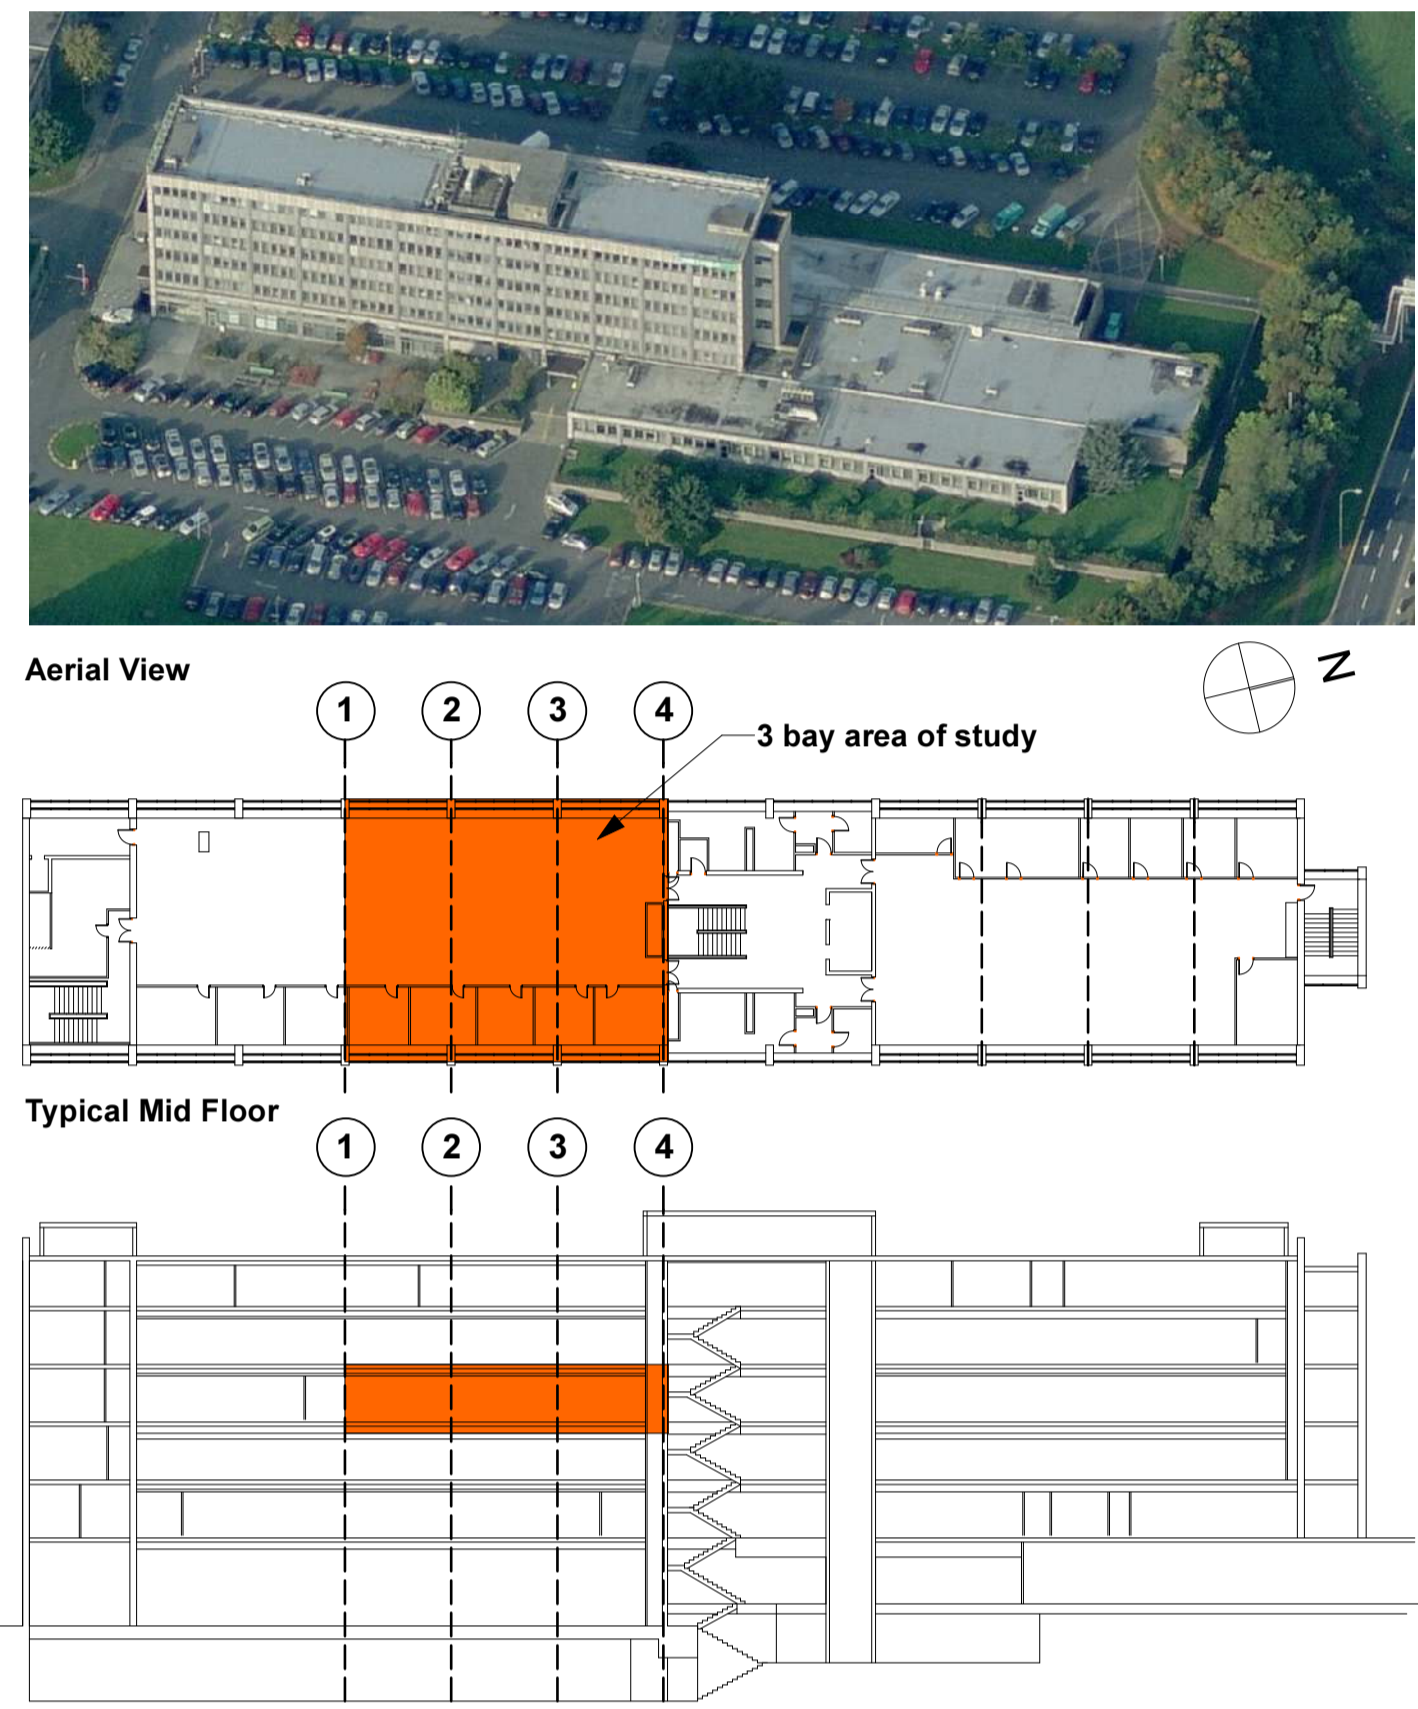 Aerial View
N
1 2 3 4
3 bay area of study
Typical Mid Floor
1 2 3 4